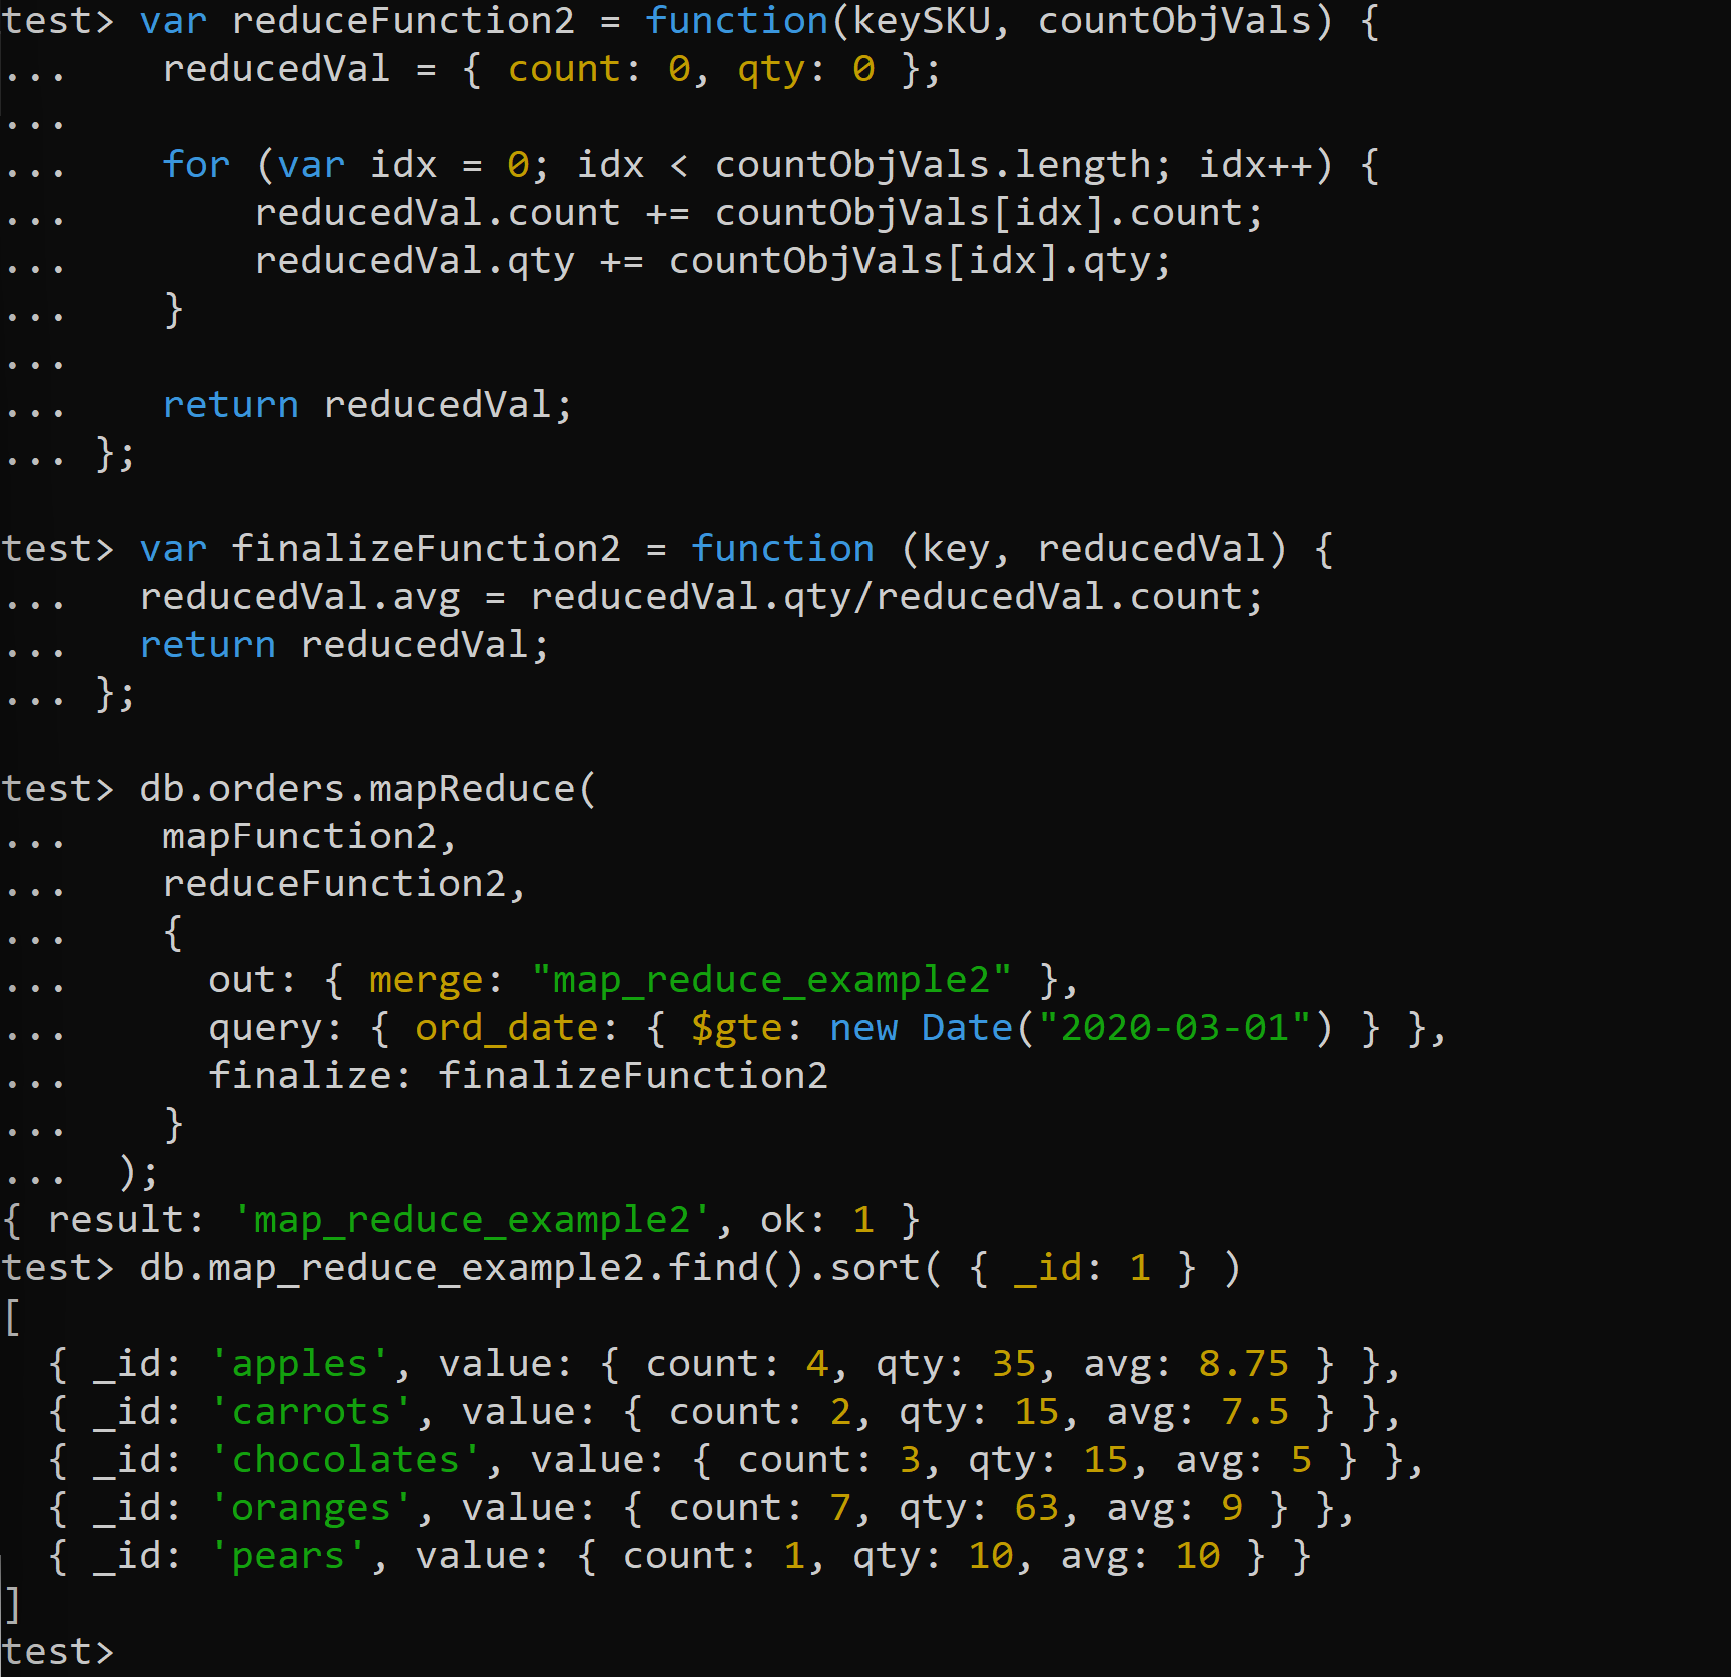 test> var reduceFunction2 = function(keySKU, countObjVals) {
...    reducedVal = { count: 0, qty: 0 };
...
...    for (var idx = 0; idx < countObjVals.length; idx++) {
...        reducedVal.count += countObjVals[idx].count;
...        reducedVal.qty += countObjVals[idx].qty;
...    }
...
...    return reducedVal;
... };

test> var finalizeFunction2 = function (key, reducedVal) {
...   reducedVal.avg = reducedVal.qty/reducedVal.count;
...   return reducedVal;
... };

test> db.orders.mapReduce(
...    mapFunction2,
...    reduceFunction2,
...    {
...      out: { merge: "map_reduce_example2" },
...      query: { ord_date: { $gte: new Date("2020-03-01") } },
...      finalize: finalizeFunction2
...    }
...  );
{ result: 'map_reduce_example2', ok: 1 }
test> db.map_reduce_example2.find().sort( { _id: 1 } )
[
  { _id: 'apples', value: { count: 4, qty: 35, avg: 8.75 } },
  { _id: 'carrots', value: { count: 2, qty: 15, avg: 7.5 } },
  { _id: 'chocolates', value: { count: 3, qty: 15, avg: 5 } },
  { _id: 'oranges', value: { count: 7, qty: 63, avg: 9 } },
  { _id: 'pears', value: { count: 1, qty: 10, avg: 10 } }
]
test>